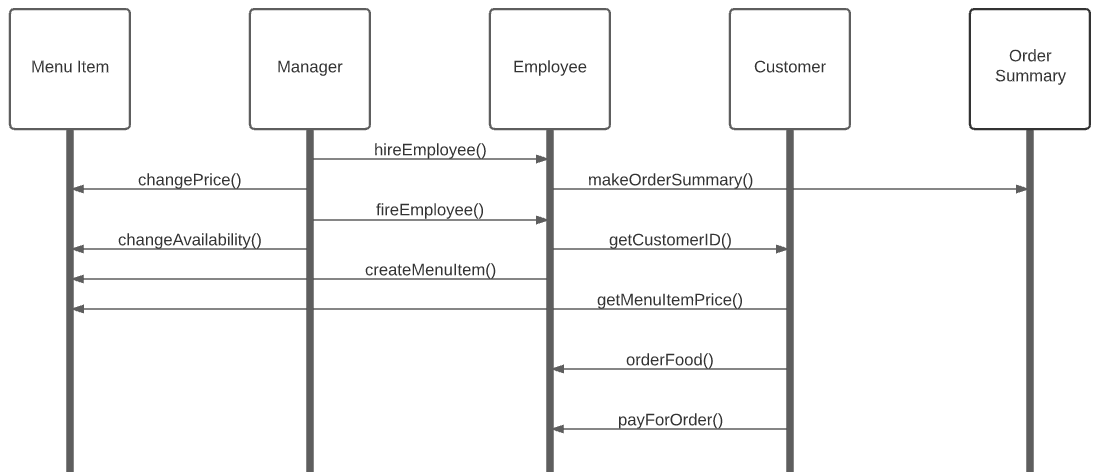 Menu Item
Manager
Employee
Customer
Order
Summary
hireEmployee()
changePrice()
makeOrderSummary()
fireEmployee()
changeAvailability()
getCustomerID()
createMenuItem()
getMenuItemPrice()
orderFood()
payForOrder()